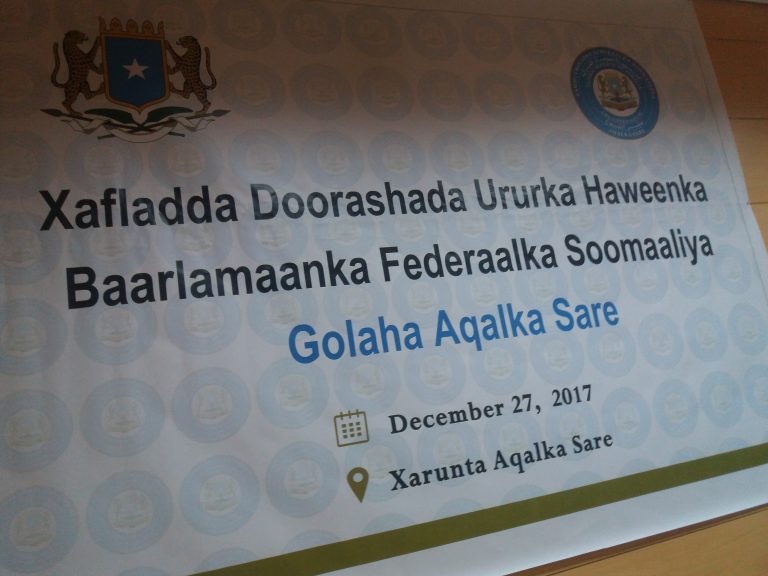 Xafladda Doorashada Ururka Haweenka
Baarlamaanka Federaalka Soomaaliya
Golaha Aqalka Sare
December 27, 2017
Xarunta Aqalka Sare